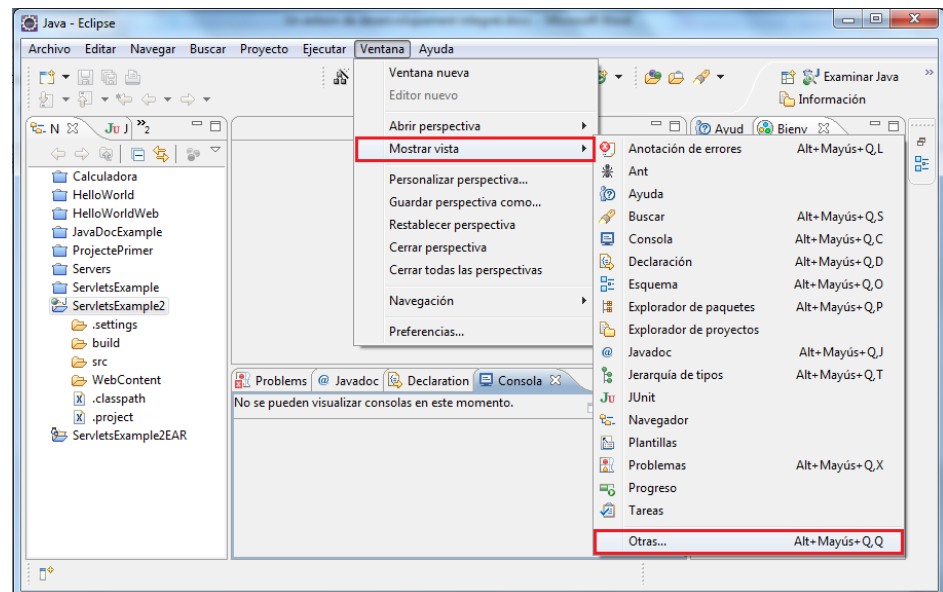 Java - Eclipse
Archivo Editar Navegar Buscar Proyecto Ejecutar Ventana Ayuda
Examinar Java
Información
N
Ju J
2
Ayud
Bienv
Calculadora
HelloWorld
HelloWorldWeb
JavaDocExample
ProjectePrimer
Servers
ServletsExample
ServletsExample2
.settings
build
src
WebContent
.classpath
.project
ServletsExample2EAR
Ventana nueva
Editor nuevo
Abrir perspectiva
Mostrar vista
Personalizar perspectiva...
Guardar perspectiva como...
Restablecer perspectiva
Cerrar perspectiva
Cerrar todas las perspectivas
Navegación
Preferencias...
Problems @ Javadoc Declaration Consola
No se pueden visualizar consolas en este momento.
Anotación de errores Alt+Mayús+Q,L
Ant
Ayuda
Buscar Alt+Mayús+Q,S
Consola Alt+Mayús+Q,C
Declaración Alt+Mayús+Q,D
Esquema Alt+Mayús+Q,O
Explorador de paquetes Alt+Mayús+Q,P
Explorador de proyectos
@ Javadoc Alt+Mayús+Q,J
Jerarquía de tipos Alt+Mayús+Q,T
Ju JUnit
Navegador
Plantillas
Problemas Alt+Mayús+Q,X
Progreso
Tareas
Otras... Alt+Mayús+Q,Q